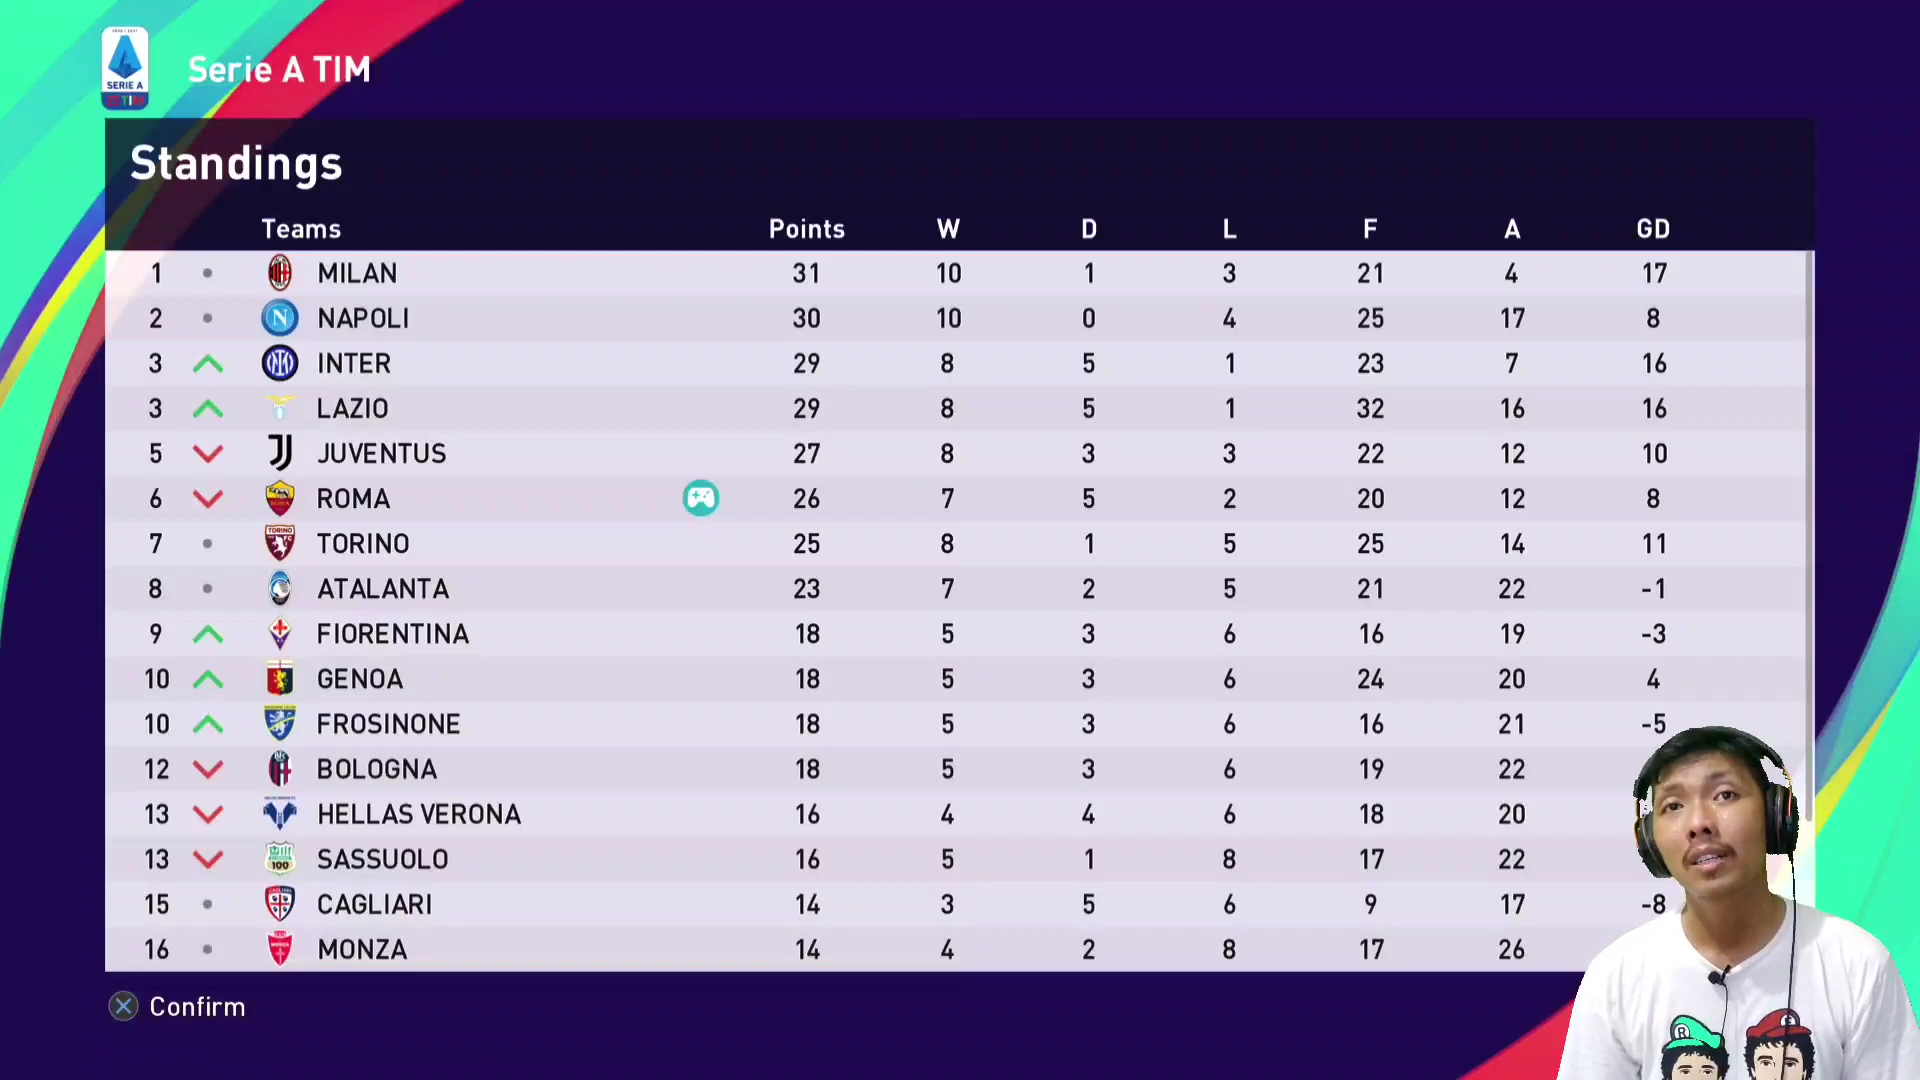 SERIE A
TIM
Serie A TIM
Standings
Teams Points W D L F A GD
1 MILAN 31 10 1 3 21 4 17
2 NAPOLI 30 10 0 4 25 17 8
3 INTER 29 8 5 1 23 7 16
3 LAZIO 29 8 5 1 32 16 16
5 JUVENTUS 27 8 3 3 22 12 10
6 ROMA 26 7 5 2 20 12 8
7 TORINO 25 8 1 5 25 14 11
8 ATALANTA 23 7 2 5 21 22 -1
9 FIORENTINA 18 5 3 6 16 19 -3
10 GENOA 18 5 3 6 24 20 4
10 FROSINONE 18 5 3 6 16 21 -5
12 BOLOGNA 18 5 3 6 19 22
13 HELLAS VERONA 16 4 4 6 18 20
13 SASSUOLO 16 5 1 8 17 22
15 CAGLIARI 14 3 5 6 9 17 -8
16 MONZA 14 4 2 8 17 26
Confirm